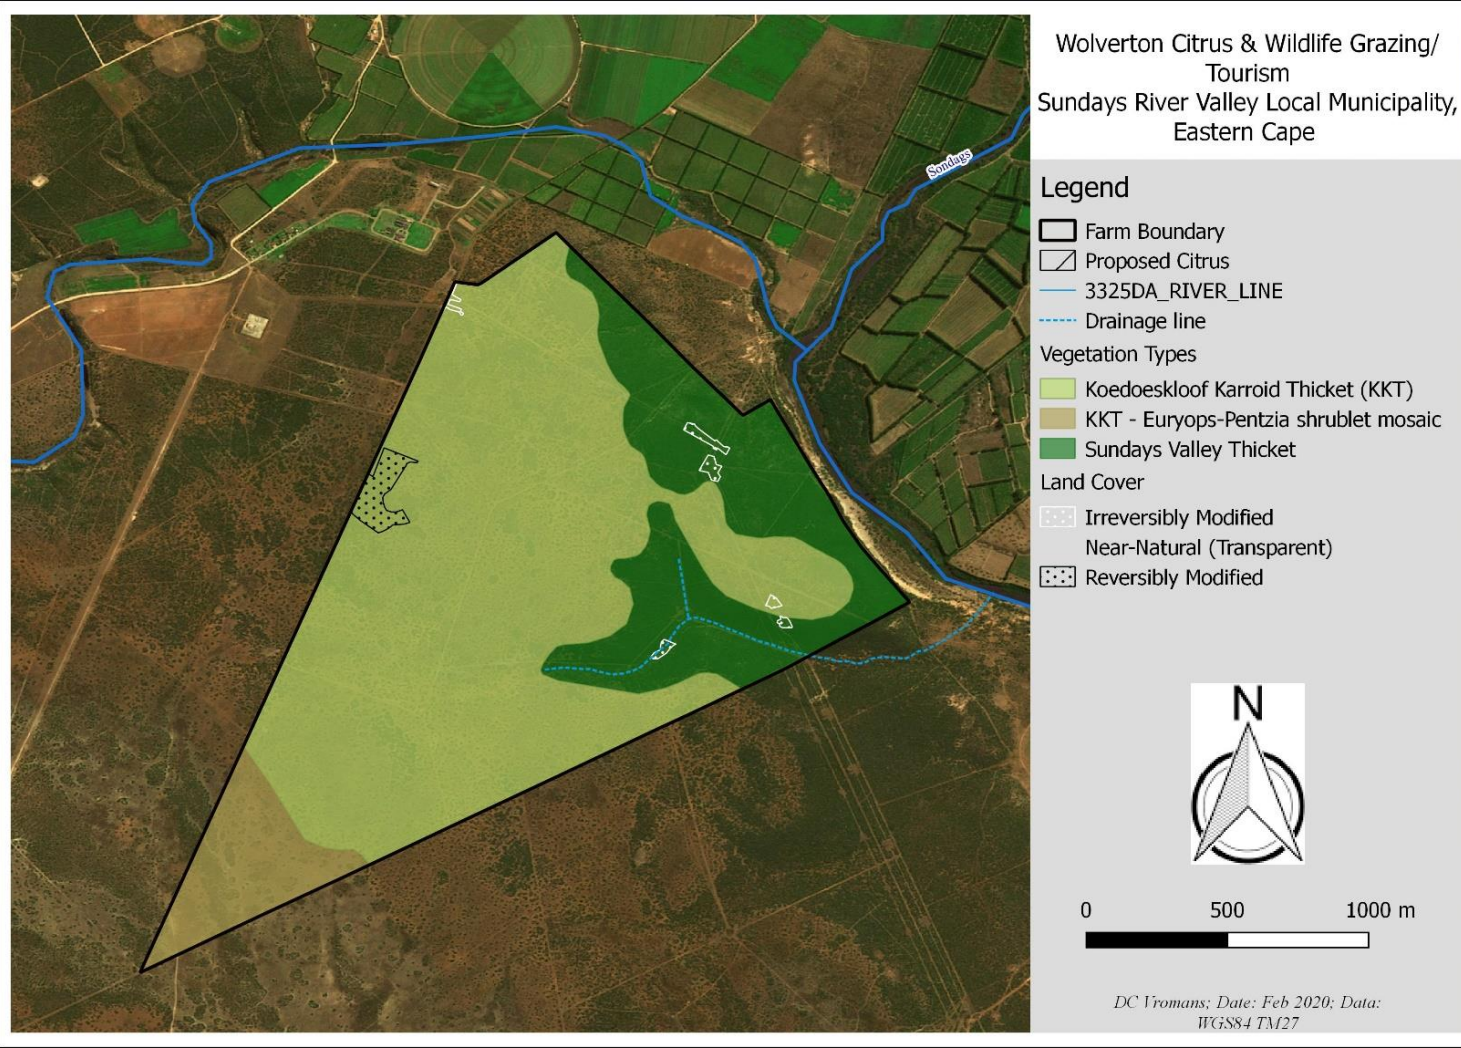 Wolverton Citrus & Wildlife Grazing/
Tourism
Sundays River Valley Local Municipality,
Eastern Cape
Sondags
Legend
Farm Boundary
Proposed Citrus
3325DA_RIVER_LINE
Drainage line
Vegetation Types
Koedoeskloof Karroid Thicket (KKT)
KKT - Euryops-Pentzia shrublet mosaic
Sundays Valley Thicket
Land Cover
Irreversibly Modified
Near-Natural (Transparent)
Reversibly Modified
N
0 500 1000 m
DC Vromans; Date: Feb 2020; Data:
WGS84 TM27